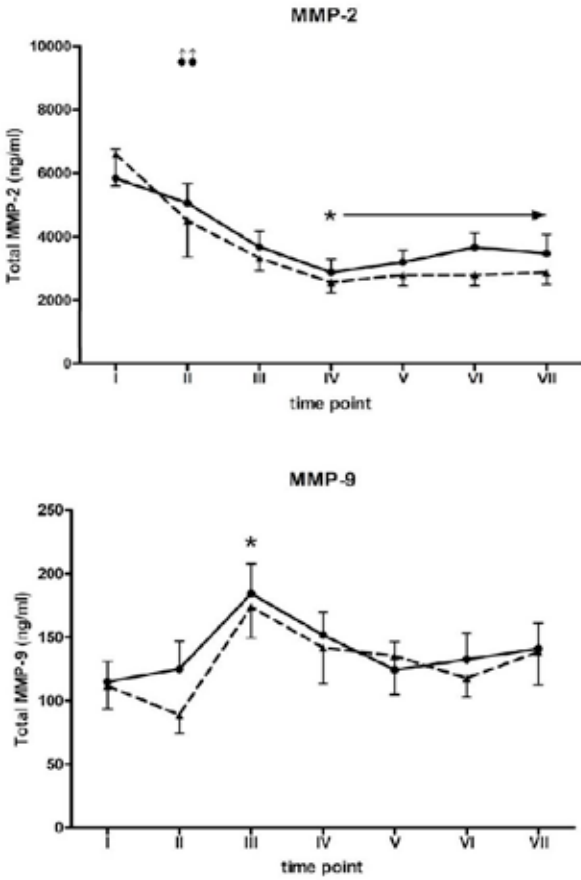 MMP-2
10000
8000
6000
4000
2000
0
Total MMP-2 (ng/ml)
↑↑
●●
*
I II III IV V VI VII
time point
MMP-9
250
200
150
100
50
0
Total MMP-9 (ng/ml)
*
I II III IV V VI VII
time point